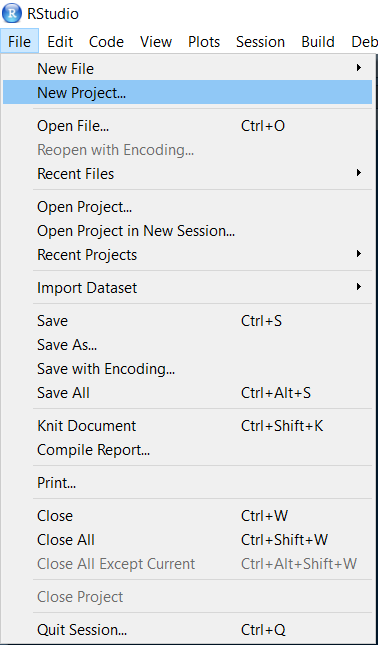 R RStudio
File Edit Code View Plots Session Build Deb
New File
New Project...
Open File... Ctrl+O
Reopen with Encoding...
Recent Files
Open Project...
Open Project in New Session...
Recent Projects
Import Dataset
Save Ctrl+S
Save As...
Save with Encoding...
Save All Ctrl+Alt+S
Knit Document Ctrl+Shift+K
Compile Report...
Print...
Close Ctrl+W
Close All Ctrl+Shift+W
Close All Except Current Ctrl+Alt+Shift+W
Close Project
Quit Session... Ctrl+Q